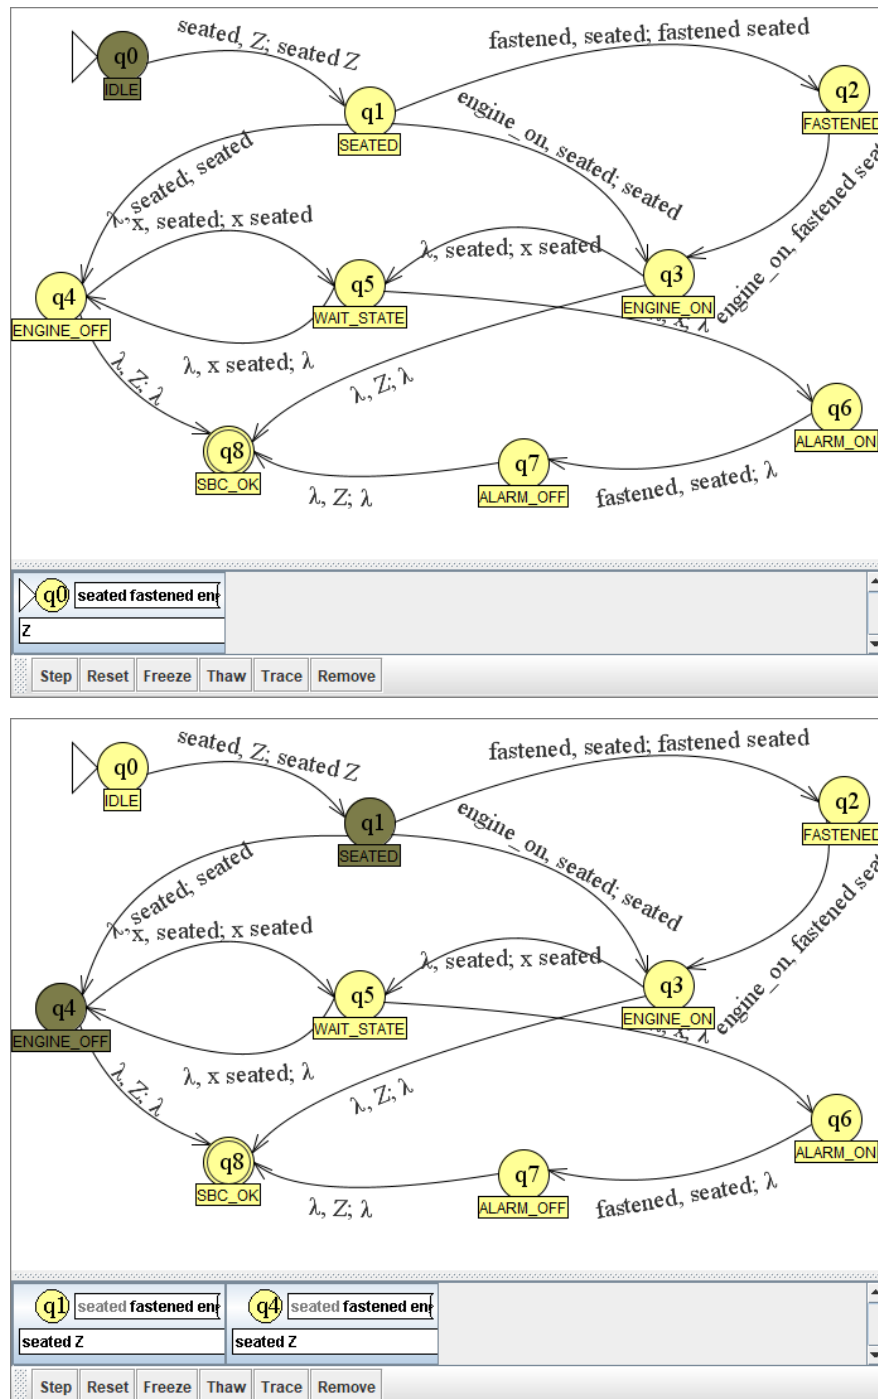 seated, Z; seated Z
fastened, seated; fastened seated
q0
IDLE
q1
SEATED
q2
FASTENED
engine_on, seated; seated
λ, seated; seated
x, seated; x seated
λ, seated; x seated
engine_on, fastened seat
q4
ENGINE_OFF
q5
WAIT_STATE
q3
ENGINE_ON
x, λ
λ, x seated; λ
λ, Z; λ
λ, Z; λ
q6
ALARM_ON
q8
SBC_OK
q7
ALARM_OFF
λ, Z; λ
fastened, seated; λ
q0 seated fastened eng
Z
Step Reset Freeze Thaw Trace Remove
seated, Z; seated Z
fastened, seated; fastened seated
q0
IDLE
q1
SEATED
q2
FASTENED
engine_on, seated; seated
λ, seated; seated
x, seated; x seated
λ, seated; x seated
engine_on, fastened seat
q4
ENGINE_OFF
q5
WAIT_STATE
q3
ENGINE_ON
x, λ
λ, x seated; λ
λ, Z; λ
λ, Z; λ
q6
ALARM_ON
q8
SBC_OK
q7
ALARM_OFF
λ, Z; λ
fastened, seated; λ
q1 seated fastened eng q4 seated fastened eng
seated Z seated Z
Step Reset Freeze Thaw Trace Remove